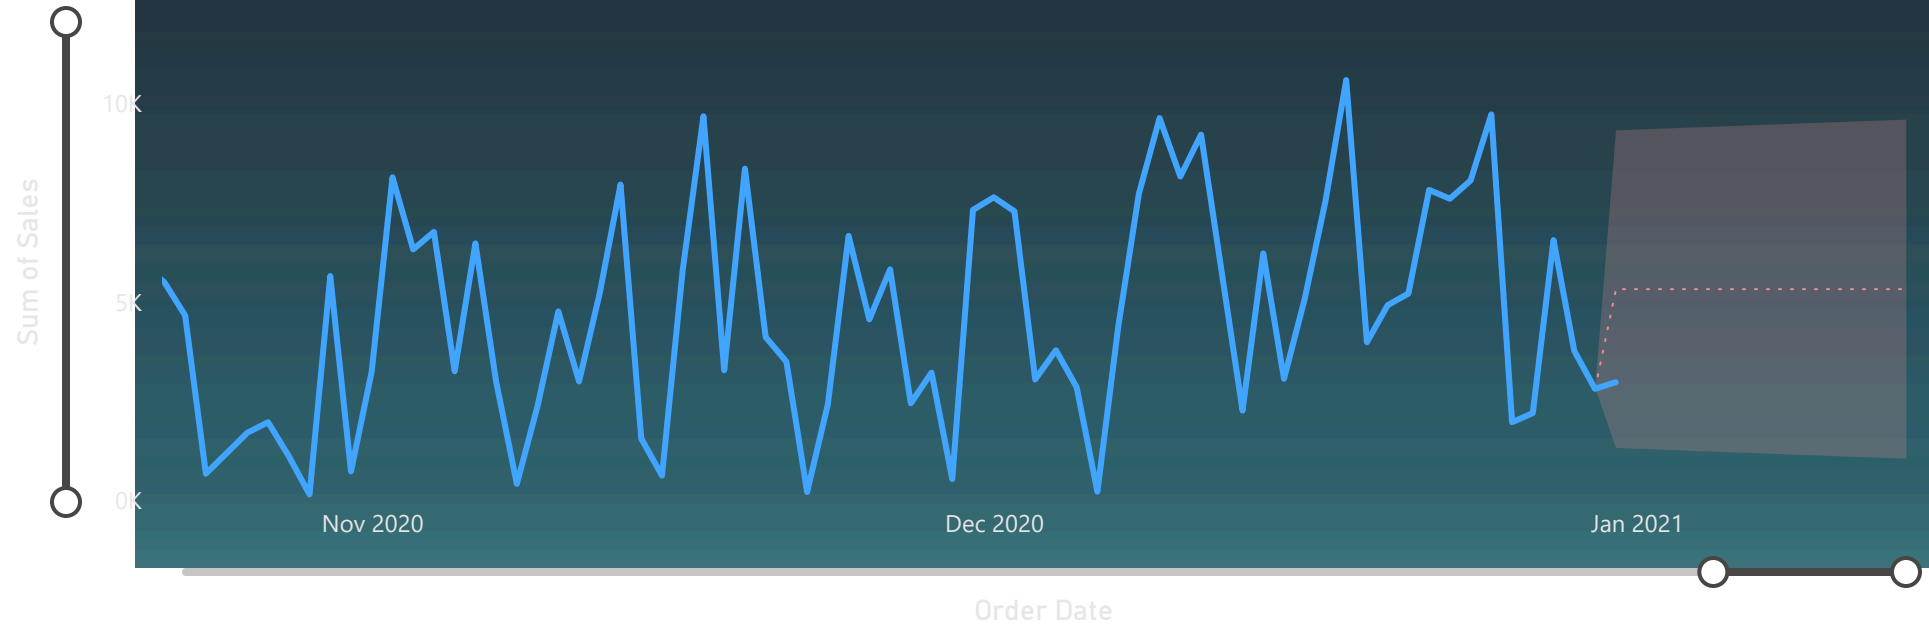 10K
5K
0K
Sum of Sales
Nov 2020
Dec 2020
Jan 2021
Order Date